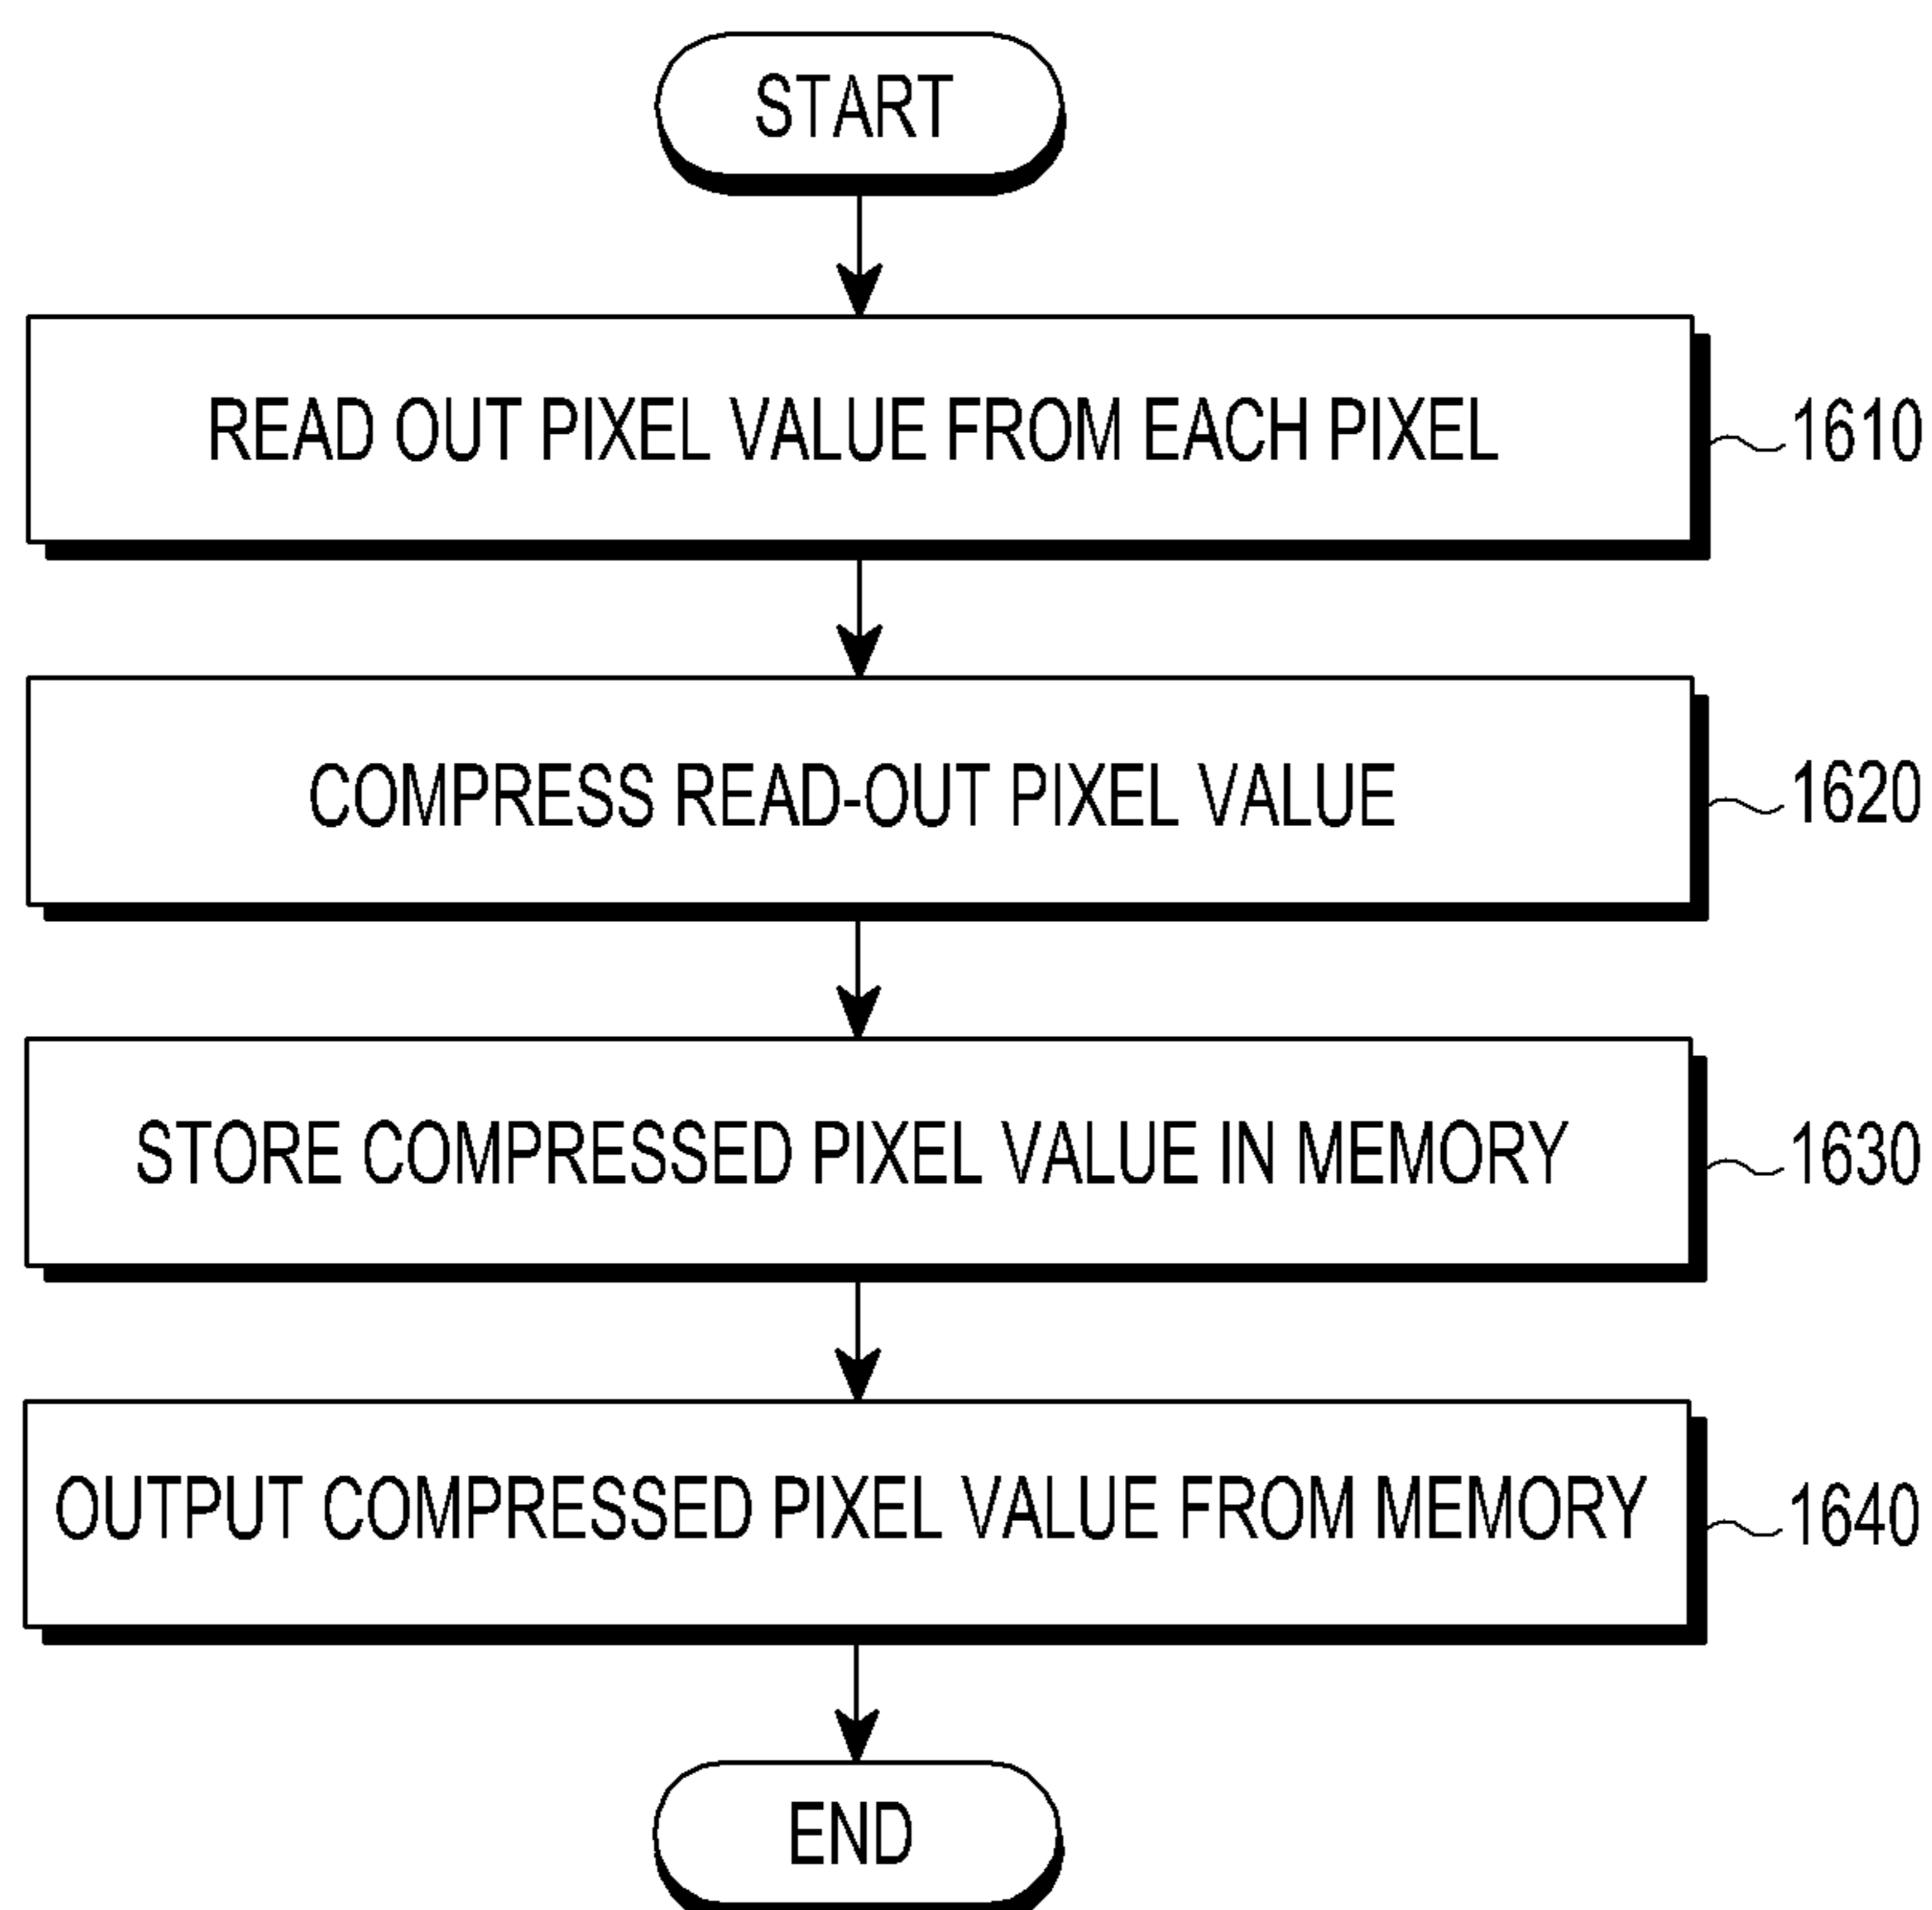 START
READ OUT PIXEL VALUE FROM EACH PIXEL
1610
COMPRESS READ-OUT PIXEL VALUE
1620
STORE COMPRESSED PIXEL VALUE IN MEMORY
1630
OUTPUT COMPRESSED PIXEL VALUE FROM MEMORY
1640
END